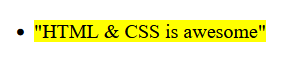 • "HTML & CSS is awesome"